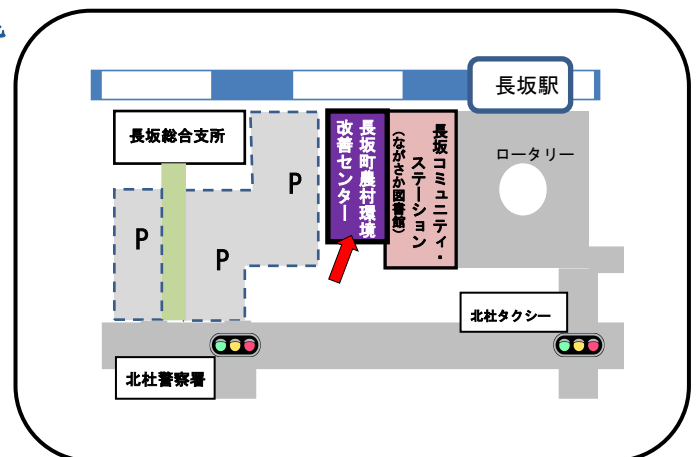 長坂駅
長坂総合支所
P
P
P
長坂町農村環境
改善センター
長坂コミュニティ・
ステーション
(ながさか図書館)
ロータリー
北社タクシー
北社警察署